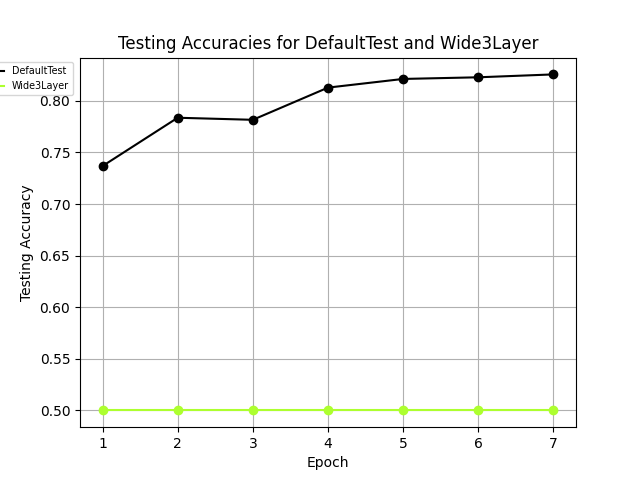 Testing Accuracies for DefaultTest and Wide3Layer
DefaultTest
Wide3Layer
0.80
0.75
0.70
0.65
0.60
0.55
0.50
Testing Accuracy
1 2 3 4 5 6 7
Epoch